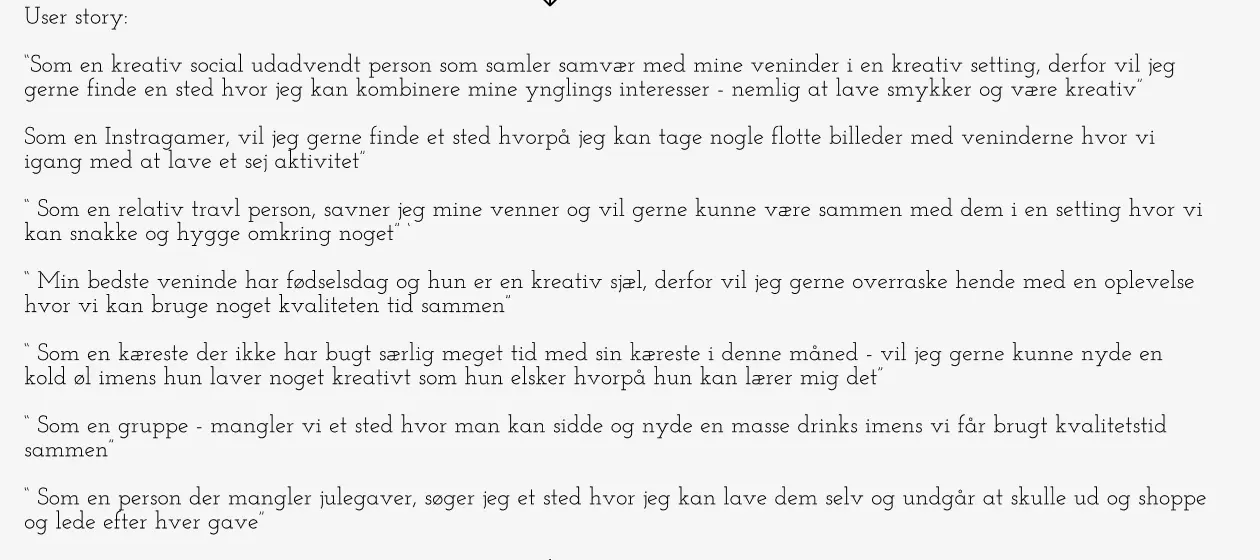 User story:
“Som en kreativ social udadvendt person som samler samvær med mine veninder i en kreativ setting, derfor vil jeg
gerne finde en sted hvor jeg kan kombinere mine ynglings interesser - nemlig at lave smykker og være kreativ”
Som en Instragamer, vil jeg gerne finde et sted hvorpå jeg kan tage nogle flotte billeder med veninderne hvor vi
igang med at lave et sej aktivitet”
“ Som en relativ travl person, savner jeg mine venner og vil gerne kunne være sammen med dem i en setting hvor vi
kan snakke og hygge omkring noget” ‘
“ Min bedste veninde har fødselsdag og hun er en kreativ sjæl, derfor vil jeg gerne overraske hende med en oplevelse
hvor vi kan bruge noget kvaliteten tid sammen”
“ Som en kæreste der ikke har bugt særlig meget tid med sin kæreste i denne måned - vil jeg gerne kunne nyde en
kold øl imens hun laver noget kreativt som hun elsker hvorpå hun kan lærer mig det”
“ Som en gruppe - mangler vi et sted hvor man kan sidde og nyde en masse drinks imens vi får brugt kvalitetstid
sammen”
“ Som en person der mangler julegaver, søger jeg et sted hvor jeg kan lave dem selv og undgår at skulle ud og shoppe
og lede efter hver gave”